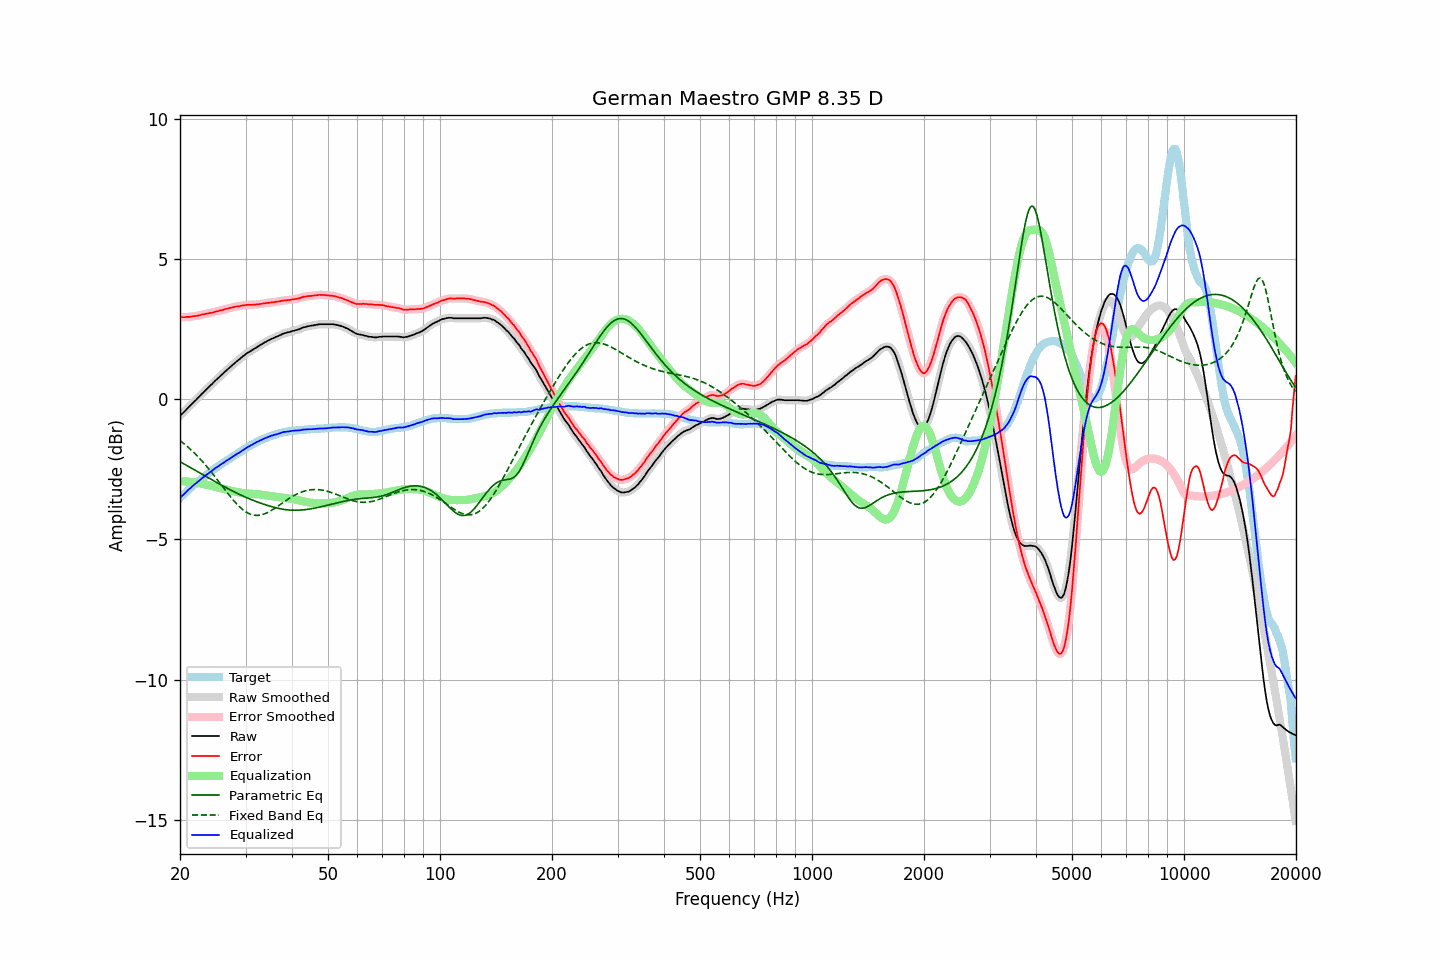 German Maestro GMP 8.35 D
Amplitude (dBr)
10
5
0
−5
−10
−15
Target
Raw Smoothed
Error Smoothed
Raw
Error
Equalization
Parametric Eq
Fixed Band Eq
Equalized
20 50 100 200 500 1000 2000 5000 10000 20000
Frequency (Hz)